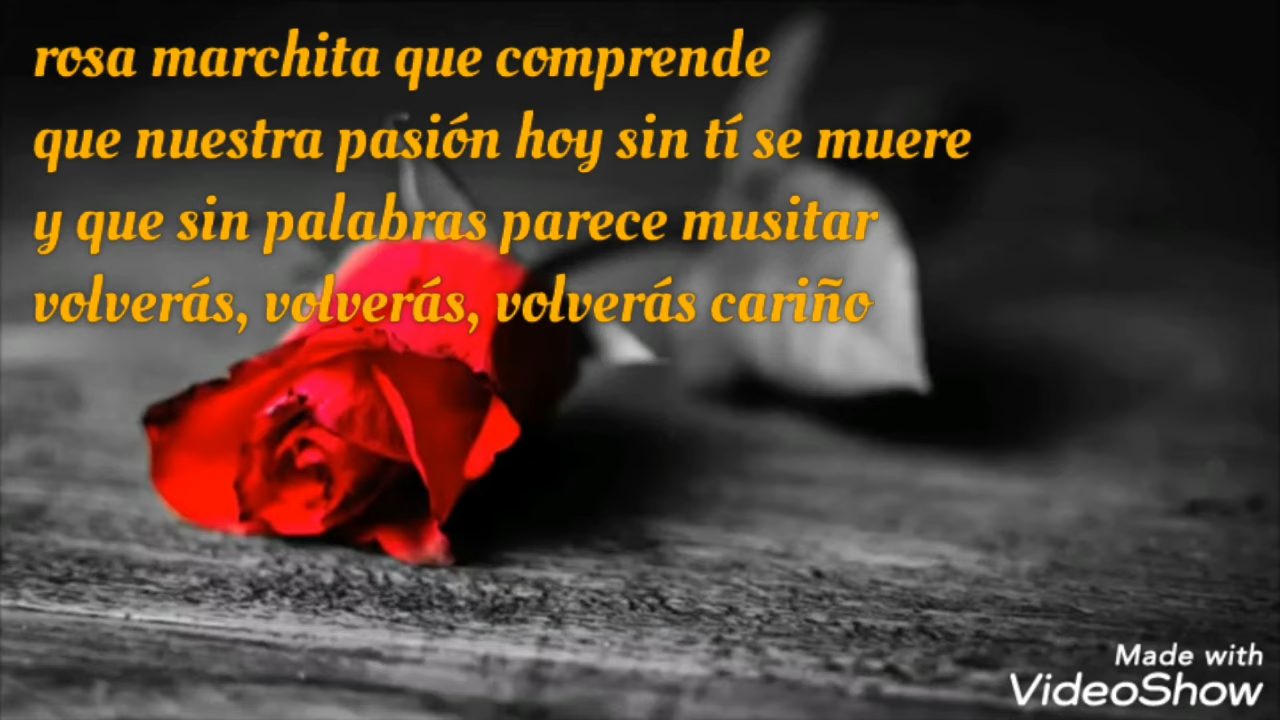 rosa marchita que comprende
que nuestra pasión hoy sin tí se muere
y que sin palabras parece musitar
volverás, volverás, volverás cariño
Made with
VideoShow